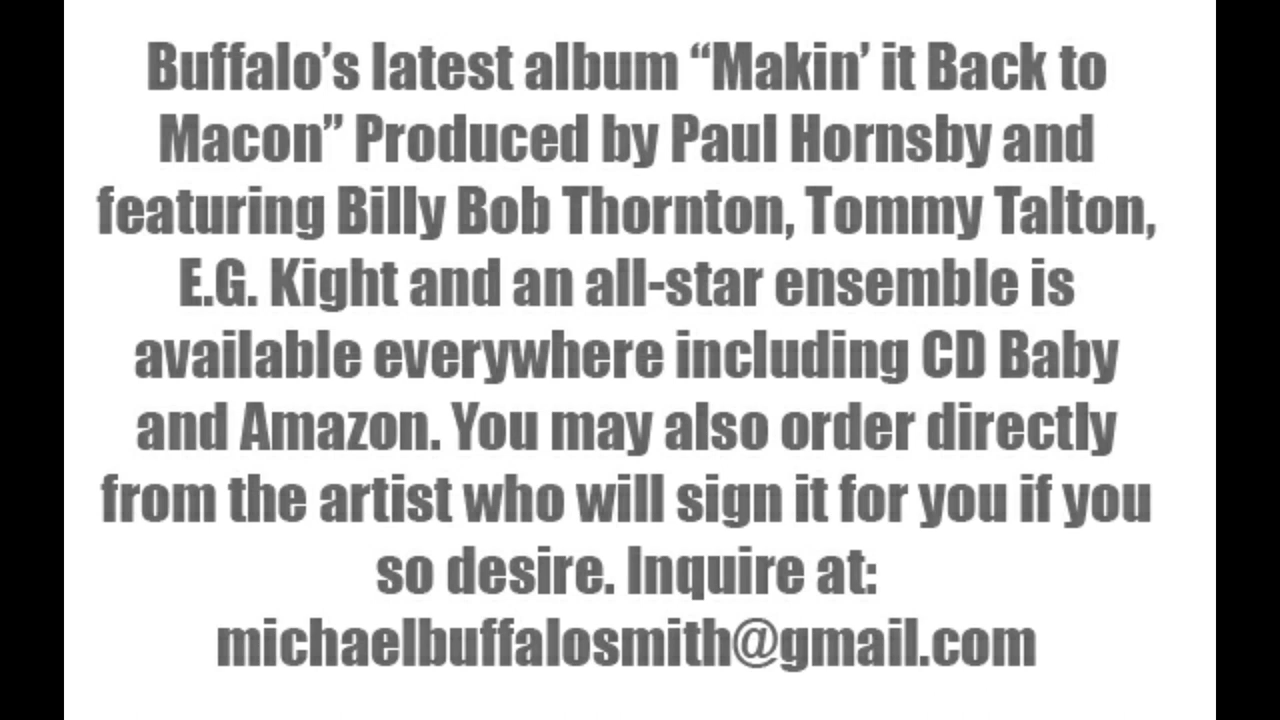 Buffalo’s latest album “Makin’ it Back to
Macon” Produced by Paul Hornsby and
featuring Billy Bob Thornton, Tommy Talton,
E.G. Kight and an all-star ensemble is
available everywhere including CD Baby
and Amazon. You may also order directly
from the artist who will sign it for you if you
so desire. Inquire at:
michaelbuffalosmith@gmail.com